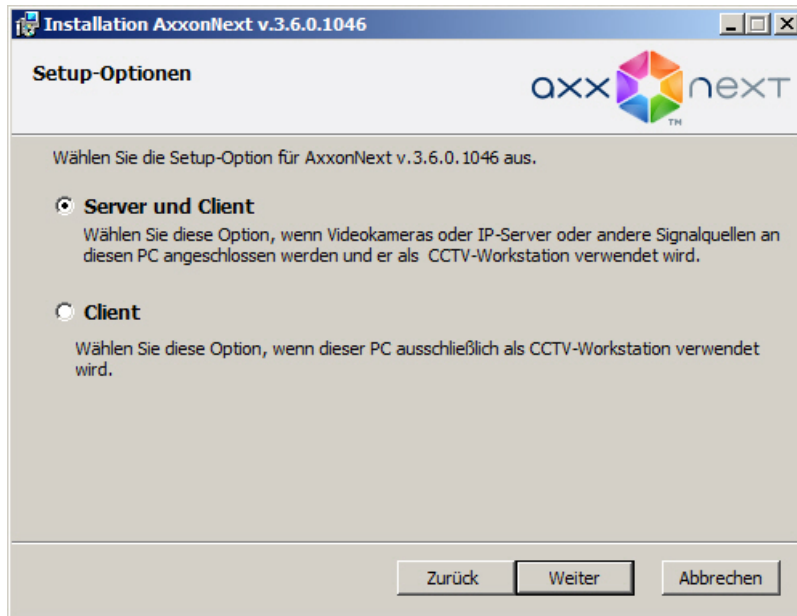 Installation AxxonNext v.3.6.0.1046
Setup-Optionen
axx next
TM
Wählen Sie die Setup-Option für AxxonNext v.3.6.0.1046 aus.
Server und Client
Wählen Sie diese Option, wenn Videokameras oder IP-Server oder andere Signalquellen an
diesen PC angeschlossen werden und er als CCTV-Workstation verwendet wird.
Client
Wählen Sie diese Option, wenn dieser PC ausschließlich als CCTV-Workstation verwendet
wird.
Zurück
Weiter
Abbrechen